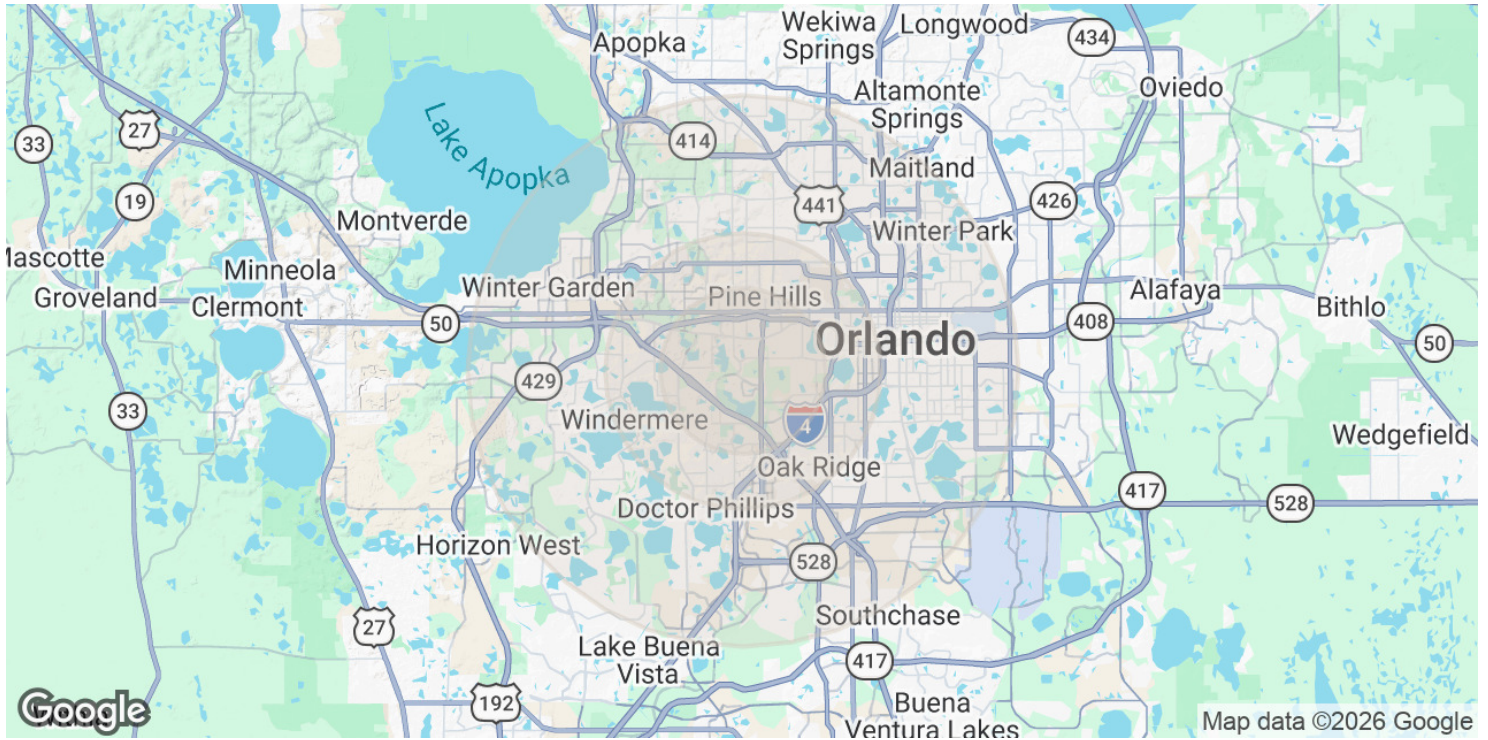 Wekiwa
Springs
Longwood
434
Apopka
Oviedo
Altamonte
Springs
27
33
414
Lake Apopka
Maitland
19
441
426
Montverde
Winter Park
Mascotte
Minneola
Groveland
Clermont
Winter Garden
Pine Hills
Alafaya
Bithlo
50
Orlando
408
50
429
33
Windermere
4
Wedgefield
Oak Ridge
417
528
Doctor Phillips
Horizon West
528
Southchase
27
Lake Buena
Vista
417
192
Buena
Ventura Lakes
Google
Map data ©2026 Google